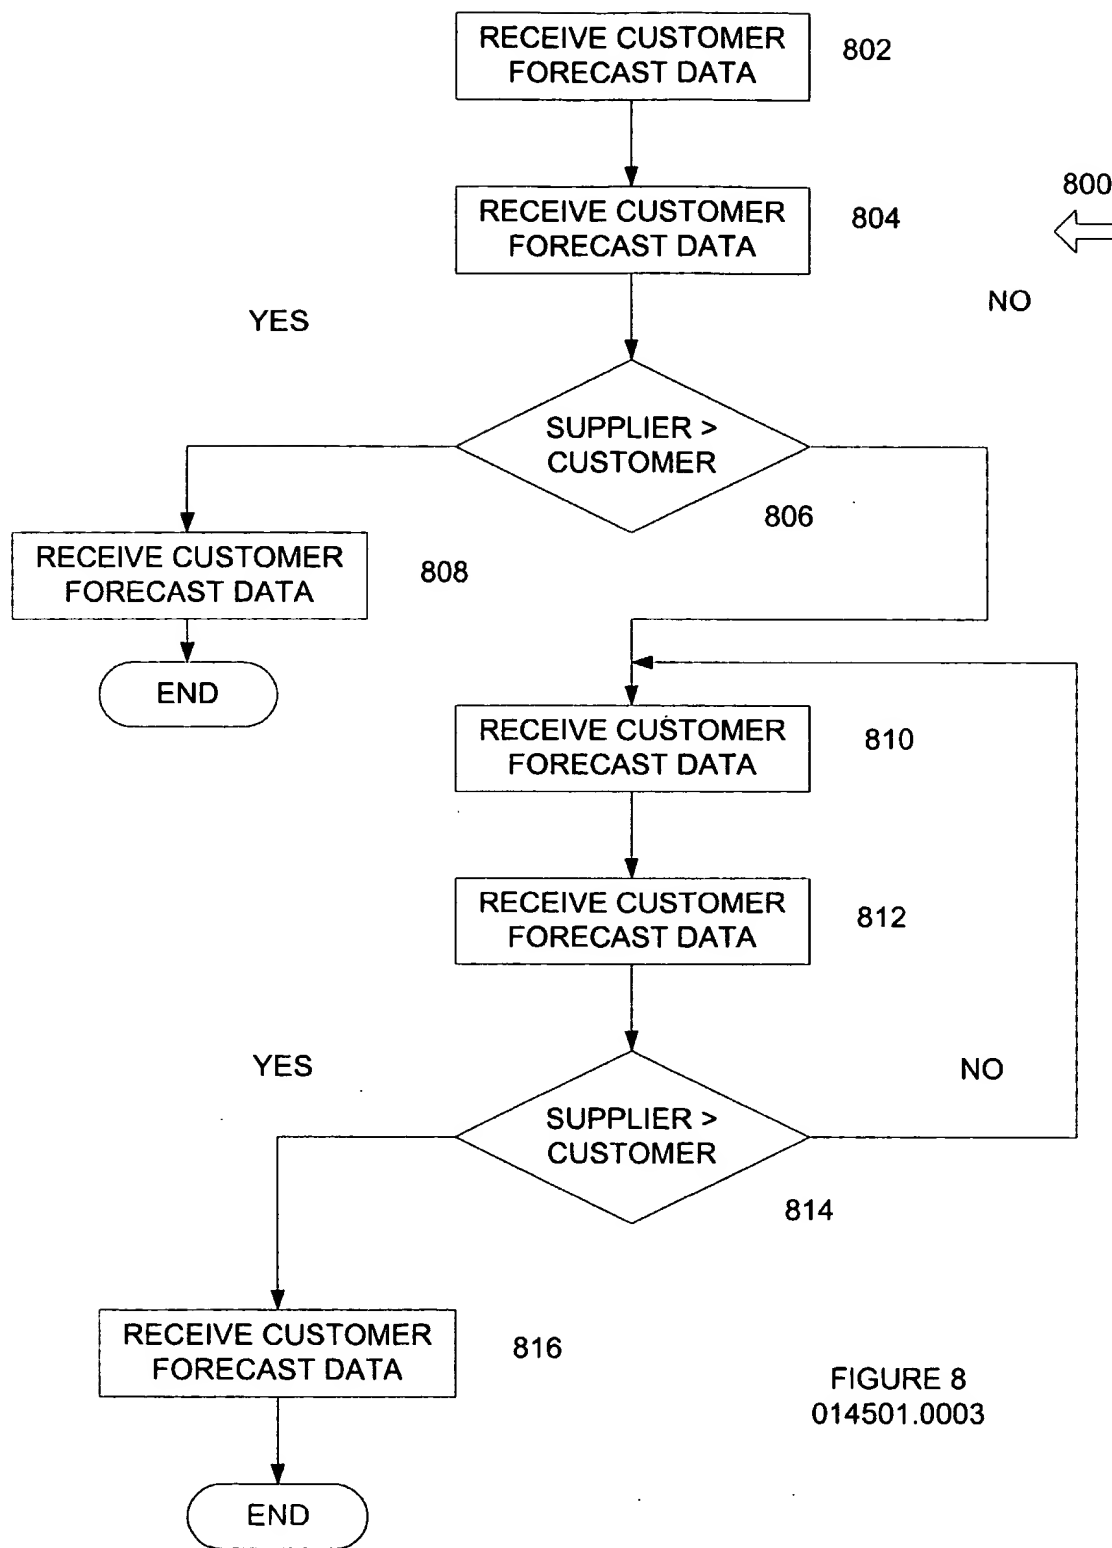 RECEIVE CUSTOMER
FORECAST DATA
802
RECEIVE CUSTOMER
FORECAST DATA
804
800
YES
NO
SUPPLIER >
CUSTOMER
806
RECEIVE CUSTOMER
FORECAST DATA
808
END
RECEIVE CUSTOMER
FORECAST DATA
810
RECEIVE CUSTOMER
FORECAST DATA
812
YES
NO
SUPPLIER >
CUSTOMER
814
RECEIVE CUSTOMER
FORECAST DATA
816
FIGURE 8
014501.0003
END